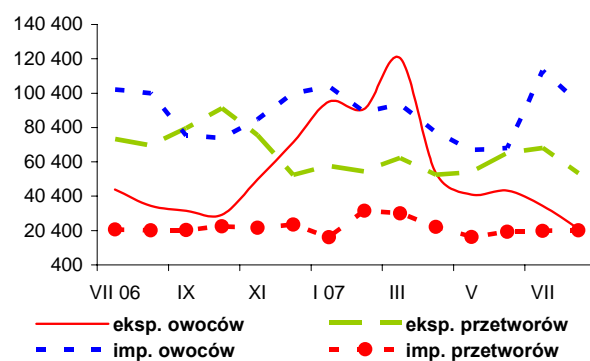 140 400
120 400
100 400
80 400
60 400
40 400
20 400
400
VII 06 IX XI I 07 III V VII
eksp. owoców eksp. przetworów
imp. owoców imp. przetworów